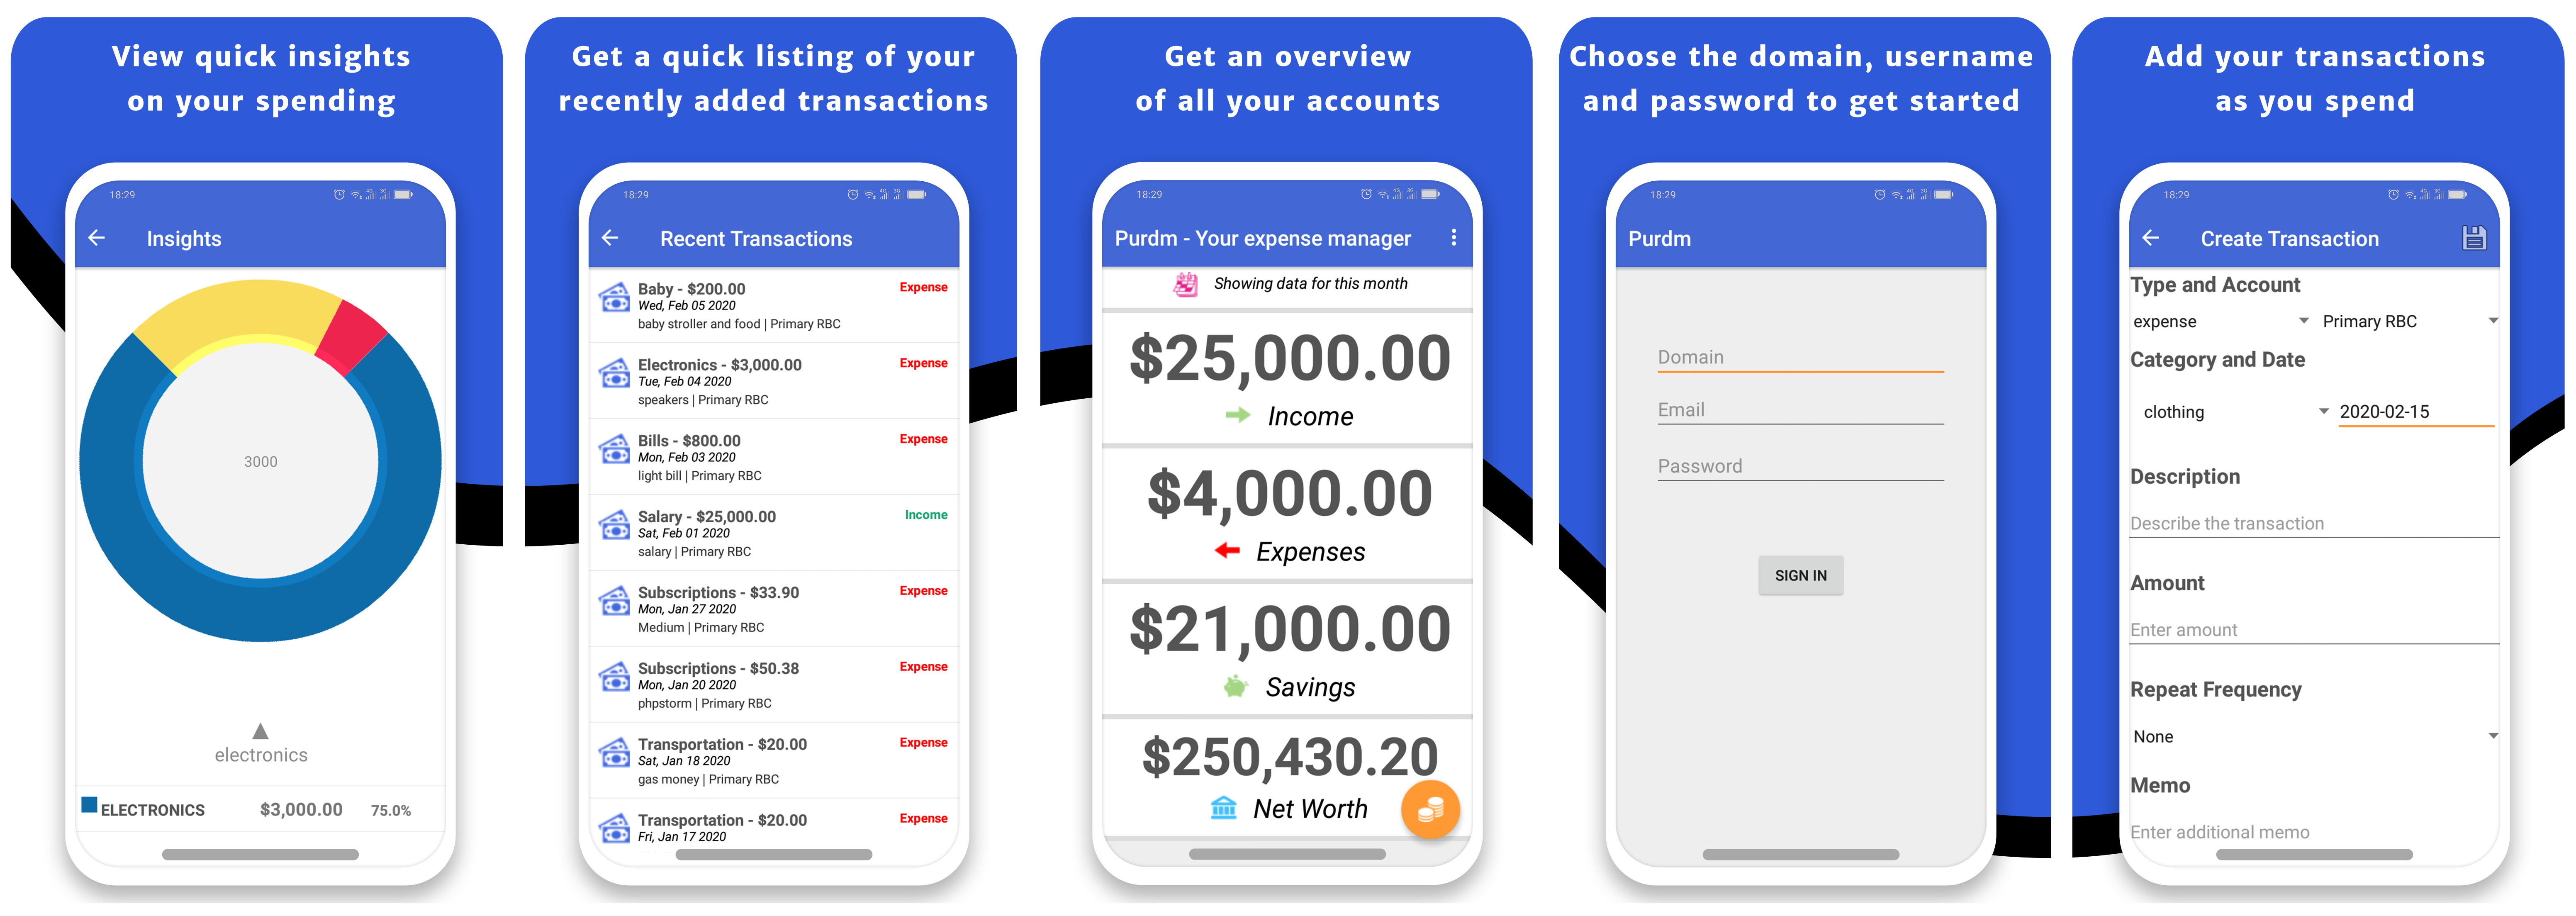 View quick insights
on your spending
18:29
4G 3G
Insights
3000
electronics
ELECTRONICS $3,000.00 75.0%
Get a quick listing of your
recently added transactions
18:29
4G 3G
Recent Transactions
Baby - $200.00 Expense
Wed, Feb 05 2020
baby stroller and food | Primary RBC
Electronics - $3,000.00 Expense
Tue, Feb 04 2020
speakers | Primary RBC
Bills - $800.00 Expense
Mon, Feb 03 2020
light bill | Primary RBC
Salary - $25,000.00 Income
Sat, Feb 01 2020
salary | Primary RBC
Subscriptions - $33.90 Expense
Mon, Jan 27 2020
Medium | Primary RBC
Subscriptions - $50.38 Expense
Mon, Jan 20 2020
phpstorm | Primary RBC
Transportation - $20.00 Expense
Sat, Jan 18 2020
gas money | Primary RBC
Transportation - $20.00 Expense
Fri, Jan 17 2020
Get an overview
of all your accounts
18:29
4G 3G
Purdm - Your expense manager
Showing data for this month
$25,000.00
Income
$4,000.00
Expenses
$21,000.00
Savings
$250,430.20
Net Worth
Choose the domain, username
and password to get started
18:29
4G 3G
Purdm
Domain
Email
Password
SIGN IN
Add your transactions
as you spend
18:29
4G 3G
Create Transaction
Type and Account
expense Primary RBC
Category and Date
clothing 2020-02-15
Description
Describe the transaction
Amount
Enter amount
Repeat Frequency
None
Memo
Enter additional memo